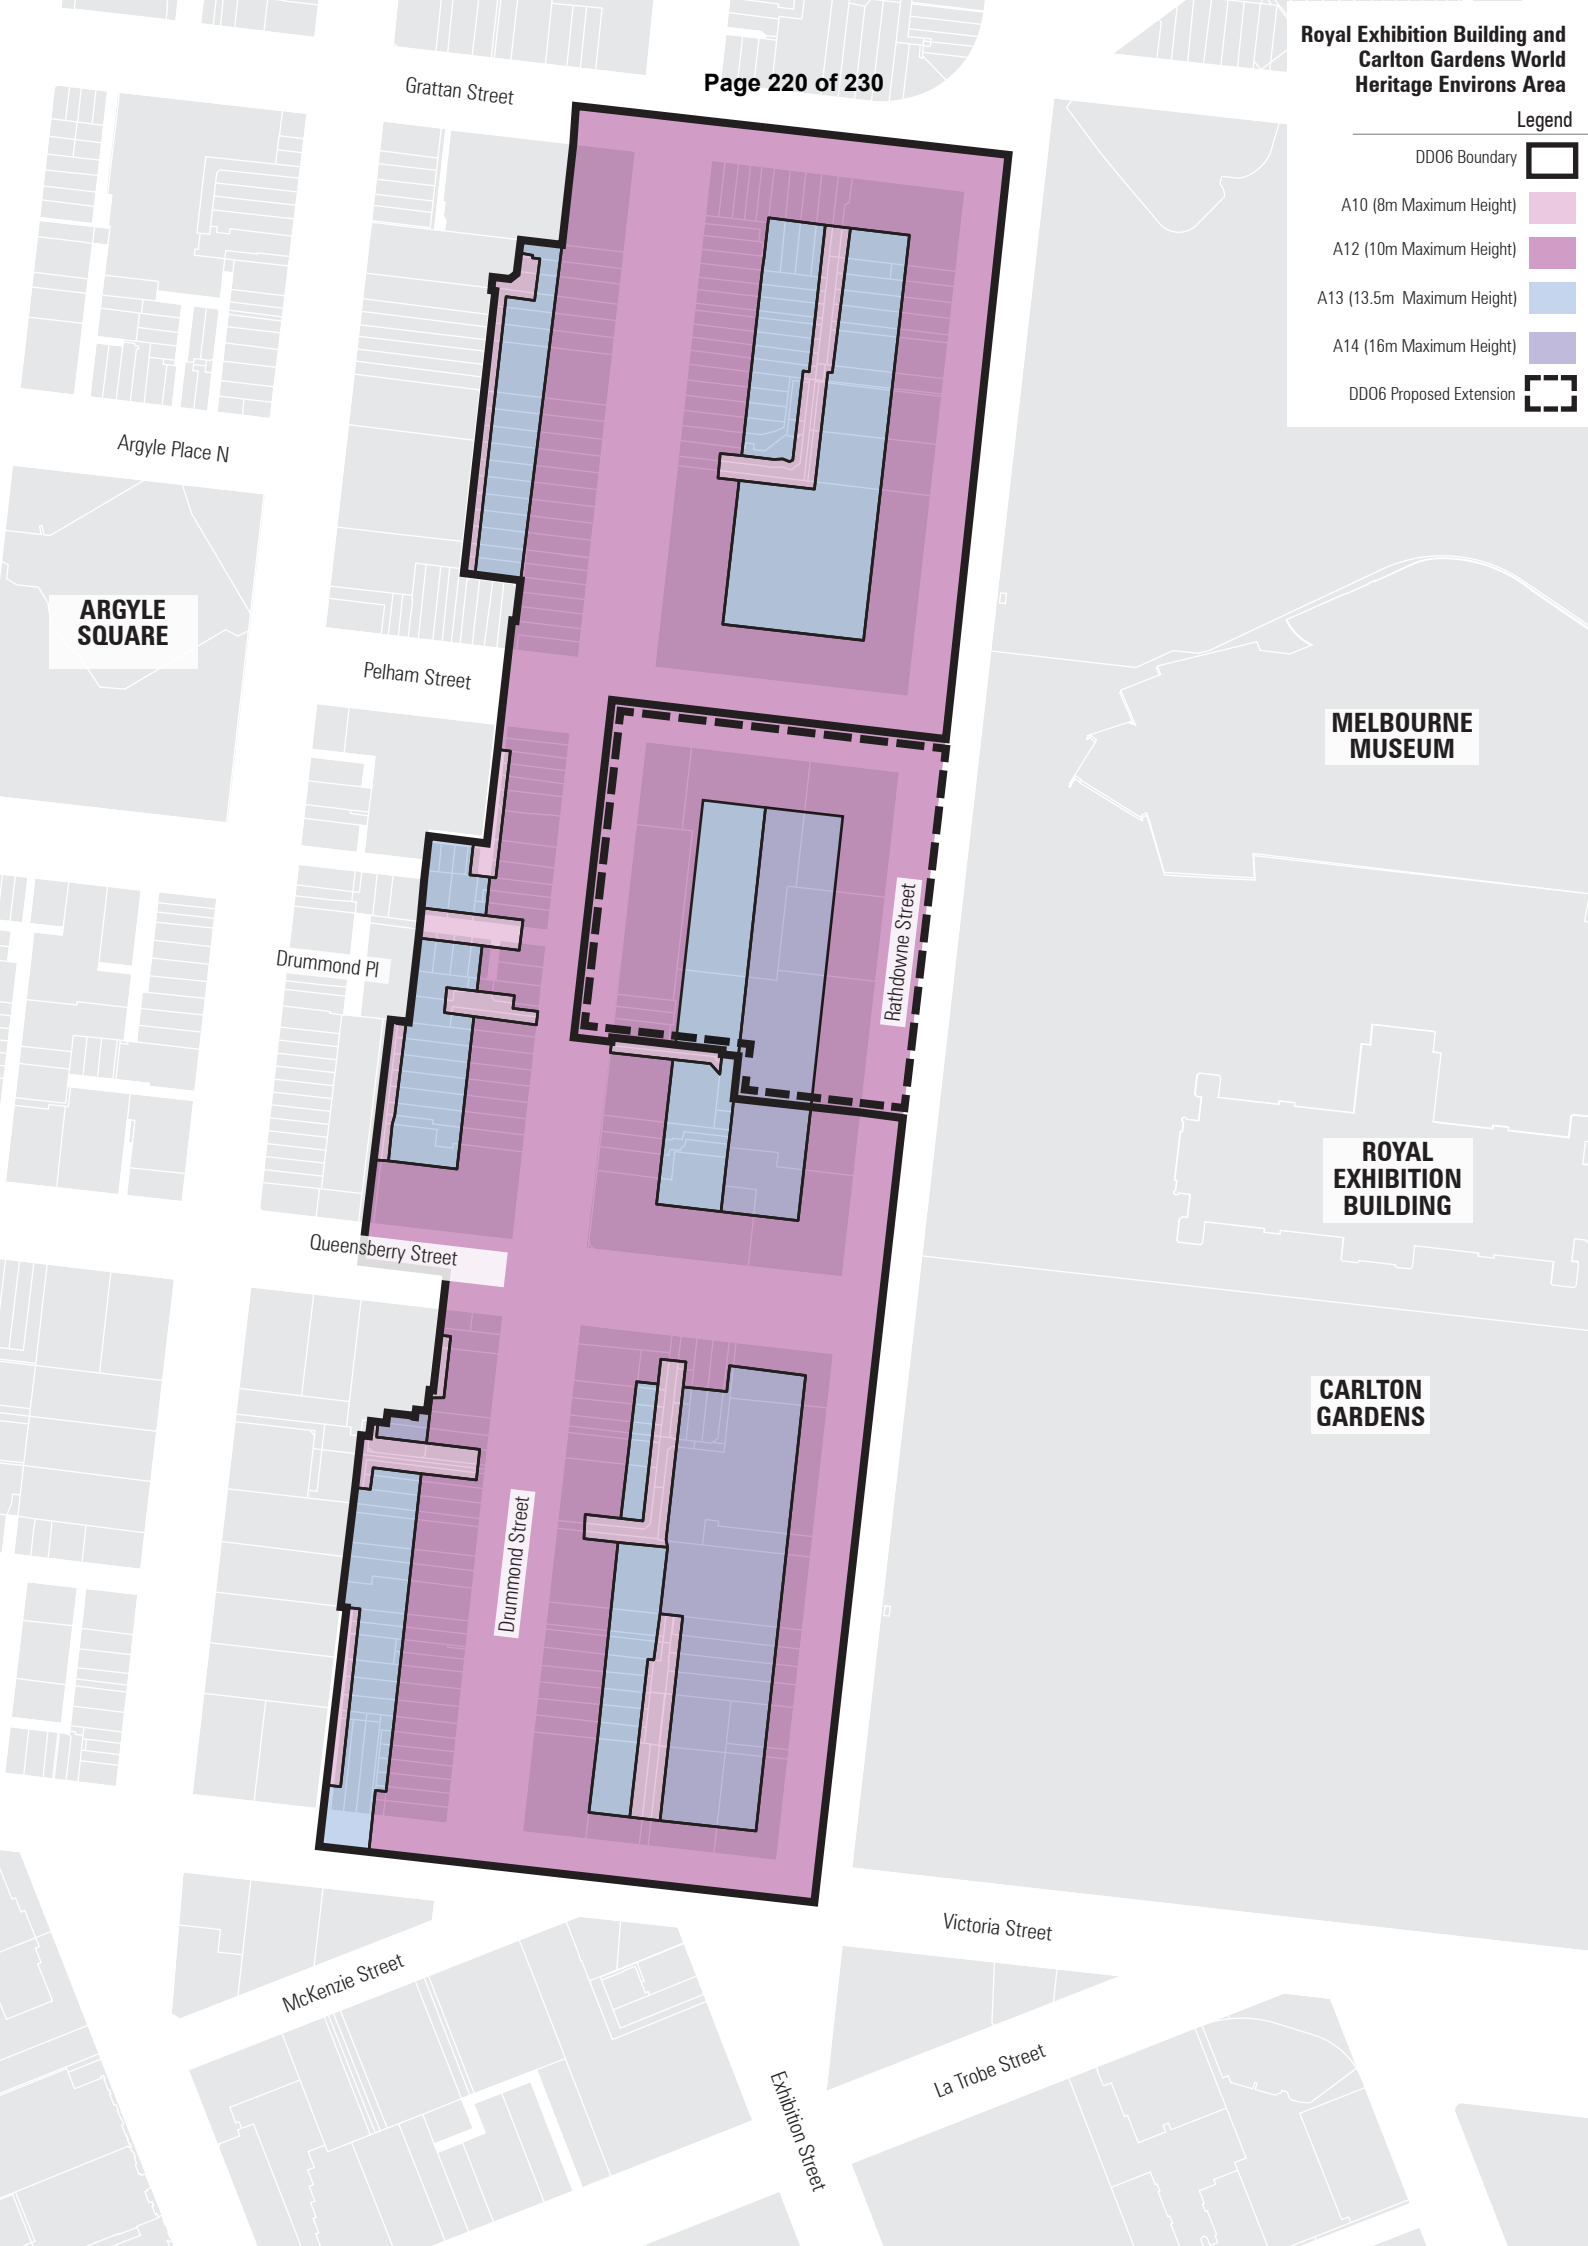 Page 220 of 230
Royal Exhibition Building and
Carlton Gardens World
Heritage Environs Area
Legend
DDO6 Boundary
A10 (8m Maximum Height)
A12 (10m Maximum Height)
A13 (13.5m Maximum Height)
A14 (16m Maximum Height)
DDO6 Proposed Extension
Grattan Street
Argyle Place N
ARGYLE
SQUARE
Pelham Street
MELBOURNE
MUSEUM
Rathdowne Street
Drummond Pl
ROYAL
EXHIBITION
BUILDING
Queensberry Street
CARLTON
GARDENS
Drummond Street
Victoria Street
McKenzie Street
La Trobe Street
Exhibition Street